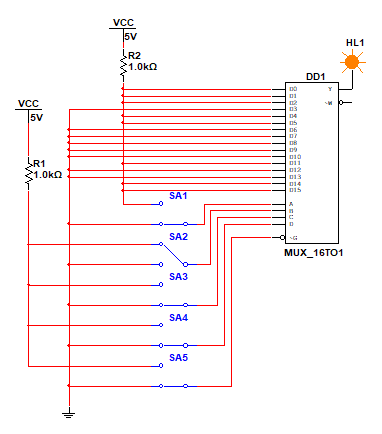 VCC
5V
R2
1.0kΩ
HL1
VCC
5V
DD1
D0
D1
D2
D3
D4
D5
D6
D7
D8
D9
D10
D11
D12
D13
D14
D15
Y
~W
R1
1.0kΩ
SA1
A
B
C
D
~G
SA2
MUX_16TO1
SA3
SA4
SA5